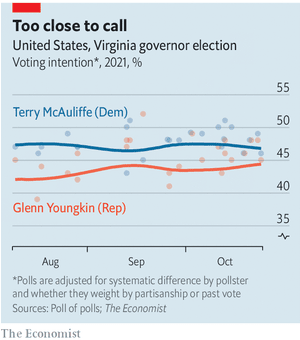 Too close to call
United States, Virginia governor election
Voting intention*, 2021, %
55
Terry McAuliffe (Dem)
50
45
40
Glenn Youngkin (Rep)
35
Aug Sep Oct
*Polls are adjusted for systematic difference by pollster
and whether they weight by partisanship or past vote
Sources: Poll of polls; The Economist
The Economist